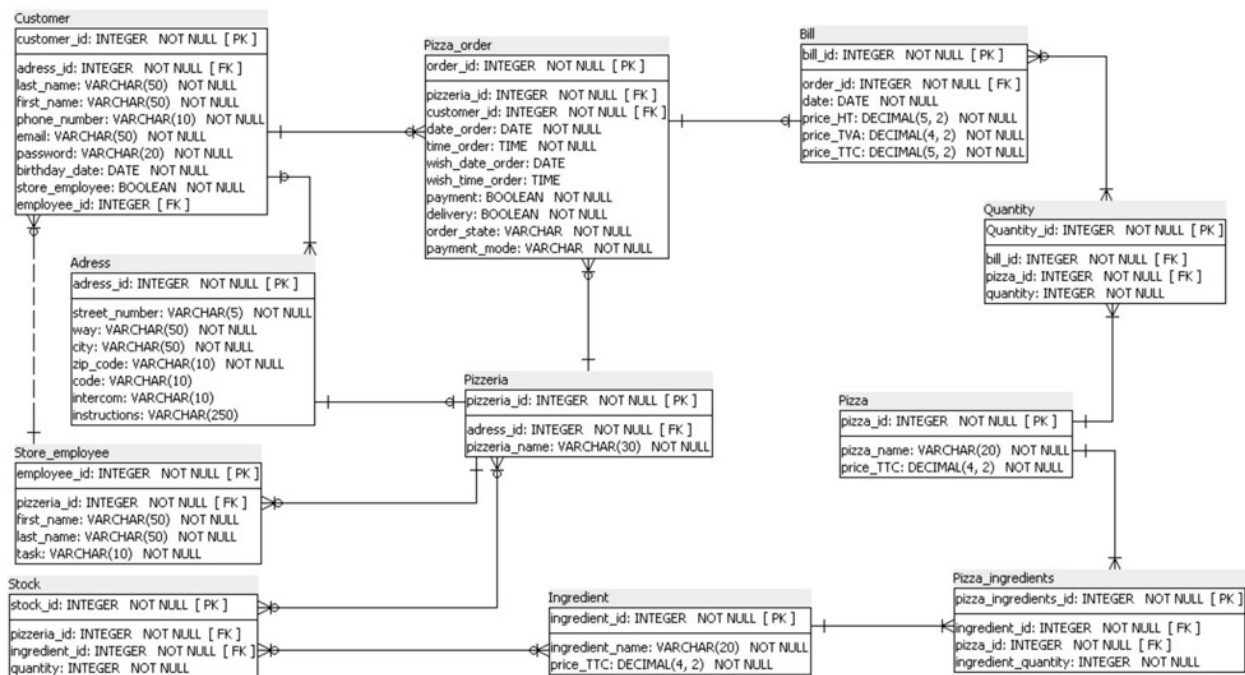 Customer
customer_id: INTEGER NOT NULL [ PK ]
adress_id: INTEGER NOT NULL [ FK ]
last_name: VARCHAR(50) NOT NULL
first_name: VARCHAR(50) NOT NULL
phone_number: VARCHAR(10) NOT NULL
email: VARCHAR(50) NOT NULL
password: VARCHAR(20) NOT NULL
birthday_date: DATE NOT NULL
store_employee: BOOLEAN NOT NULL
employee_id: INTEGER [ FK ]
Pizza_order
order_id: INTEGER NOT NULL [ PK ]
pizzeria_id: INTEGER NOT NULL [ FK ]
customer_id: INTEGER NOT NULL [ FK ]
date_order: DATE NOT NULL
time_order: TIME NOT NULL
wish_date_order: DATE
wish_time_order: TIME
payment: BOOLEAN NOT NULL
delivery: BOOLEAN NOT NULL
order_state: VARCHAR NOT NULL
payment_mode: VARCHAR NOT NULL
Bill
bill_id: INTEGER NOT NULL [ PK ]
order_id: INTEGER NOT NULL [ FK ]
date: DATE NOT NULL
price_HT: DECIMAL(5, 2) NOT NULL
price_TVA: DECIMAL(4, 2) NOT NULL
price_TTC: DECIMAL(5, 2) NOT NULL
Quantity
Quantity_id: INTEGER NOT NULL [ PK ]
bill_id: INTEGER NOT NULL [ FK ]
pizza_id: INTEGER NOT NULL [ FK ]
quantity: INTEGER NOT NULL
Adress
adress_id: INTEGER NOT NULL [ PK ]
street_number: VARCHAR(5) NOT NULL
way: VARCHAR(50) NOT NULL
city: VARCHAR(50) NOT NULL
zip_code: VARCHAR(10) NOT NULL
code: VARCHAR(10)
intercom: VARCHAR(10)
instructions: VARCHAR(250)
Pizzeria
pizzeria_id: INTEGER NOT NULL [ PK ]
adress_id: INTEGER NOT NULL [ FK ]
pizzeria_name: VARCHAR(30) NOT NULL
Pizza
pizza_id: INTEGER NOT NULL [ PK ]
pizza_name: VARCHAR(20) NOT NULL
price_TTC: DECIMAL(4, 2) NOT NULL
Store_employee
employee_id: INTEGER NOT NULL [ PK ]
pizzeria_id: INTEGER NOT NULL [ FK ]
first_name: VARCHAR(50) NOT NULL
last_name: VARCHAR(50) NOT NULL
task: VARCHAR(10) NOT NULL
Stock
stock_id: INTEGER NOT NULL [ PK ]
pizzeria_id: INTEGER NOT NULL [ FK ]
ingredient_id: INTEGER NOT NULL [ FK ]
quantity: INTEGER NOT NULL
Ingredient
ingredient_id: INTEGER NOT NULL [ PK ]
ingredient_name: VARCHAR(20) NOT NULL
price_TTC: DECIMAL(4, 2) NOT NULL
Pizza_ingredients
pizza_ingredients_id: INTEGER NOT NULL [ PK ]
ingredient_id: INTEGER NOT NULL [ FK ]
pizza_id: INTEGER NOT NULL [ FK ]
ingredient_quantity: INTEGER NOT NULL